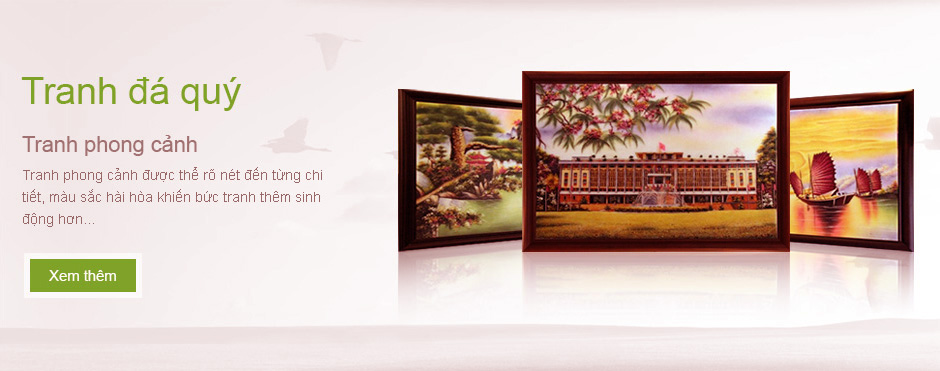 Tranh đá quý
Tranh phong cảnh
Tranh phong cảnh được thể rõ nét đến từng chi
tiết, màu sắc hài hòa khiến bức tranh thêm sinh
động hơn...
Xem thêm